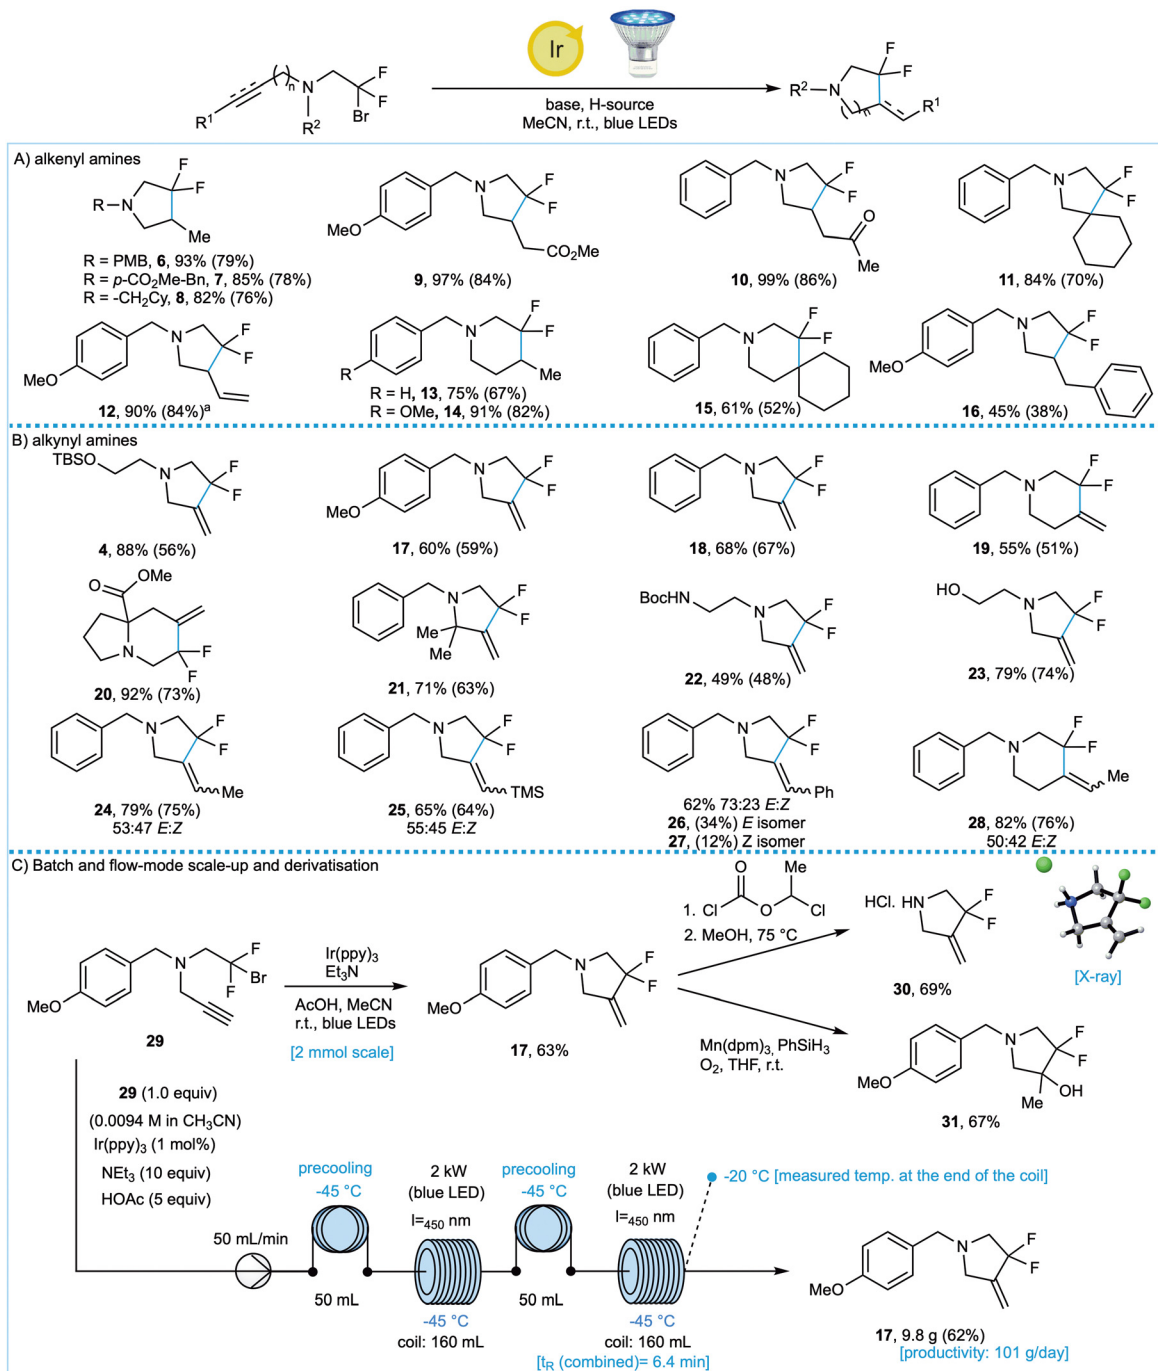 Ir
R1
n
N
R2
F
F
Br
base, H-source
MeCN, r.t., blue LEDs
R2
N
n
F
F
R1
A) alkenyl amines
R
N
F
F
Me
R = PMB, 6, 93% (79%)
R = p-CO2Me-Bn, 7, 85% (78%)
R = -CH2Cy, 8, 82% (76%)
MeO
N
F
F
CO2Me
9, 97% (84%)
N
F
F
O
Me
10, 99% (86%)
N
F
F
11, 84% (70%)
MeO
N
F
F
12, 90% (84%)a
R
N
F
F
Me
R = H, 13, 75% (67%)
R = OMe, 14, 91% (82%)
N
F
F
15, 61% (52%)
MeO
N
F
F
16, 45% (38%)
B) alkynyl amines
TBSO
N
F
F
4, 88% (56%)
MeO
N
F
F
17, 60% (59%)
N
F
F
18, 68% (67%)
N
F
F
19, 55% (51%)
O
OMe
N
F
F
20, 92% (73%)
N
Me
Me
F
F
21, 71% (63%)
BocHN
N
F
F
22, 49% (48%)
HO
N
F
F
23, 79% (74%)
N
F
F
Me
24, 79% (75%)
53:47 E:Z
N
F
F
TMS
25, 65% (64%)
55:45 E:Z
N
F
F
Ph
62% 73:23 E:Z
26, (34%) E isomer
27, (12%) Z isomer
N
F
F
Me
28, 82% (76%)
50:42 E:Z
C) Batch and flow-mode scale-up and derivatisation
MeO
N
F
Br
F
29
Ir(ppy)3
Et3N
AcOH, MeCN
r.t., blue LEDs
[2 mmol scale]
MeO
N
F
F
17, 63%
1.
Cl
O
O
Me
Cl
2. MeOH, 75 °C
HCl. HN
F
F
30, 69%
[X-ray]
Mn(dpm)3, PhSiH3
O2, THF, r.t.
MeO
N
F
F
OH
Me
31, 67%
29 (1.0 equiv)
(0.0094 M in CH3CN)
Ir(ppy)3 (1 mol%)
NEt3 (10 equiv)
HOAc (5 equiv)
50 mL/min
precooling
-45 °C
50 mL
2 kW
(blue LED)
l=450 nm
-45 °C
coil: 160 mL
precooling
-45 °C
50 mL
2 kW
(blue LED)
l=450 nm
-45 °C
coil: 160 mL
[tR (combined)= 6.4 min]
-20 °C [measured temp. at the end of the coil]
MeO
N
F
F
17, 9.8 g (62%)
[productivity: 101 g/day]